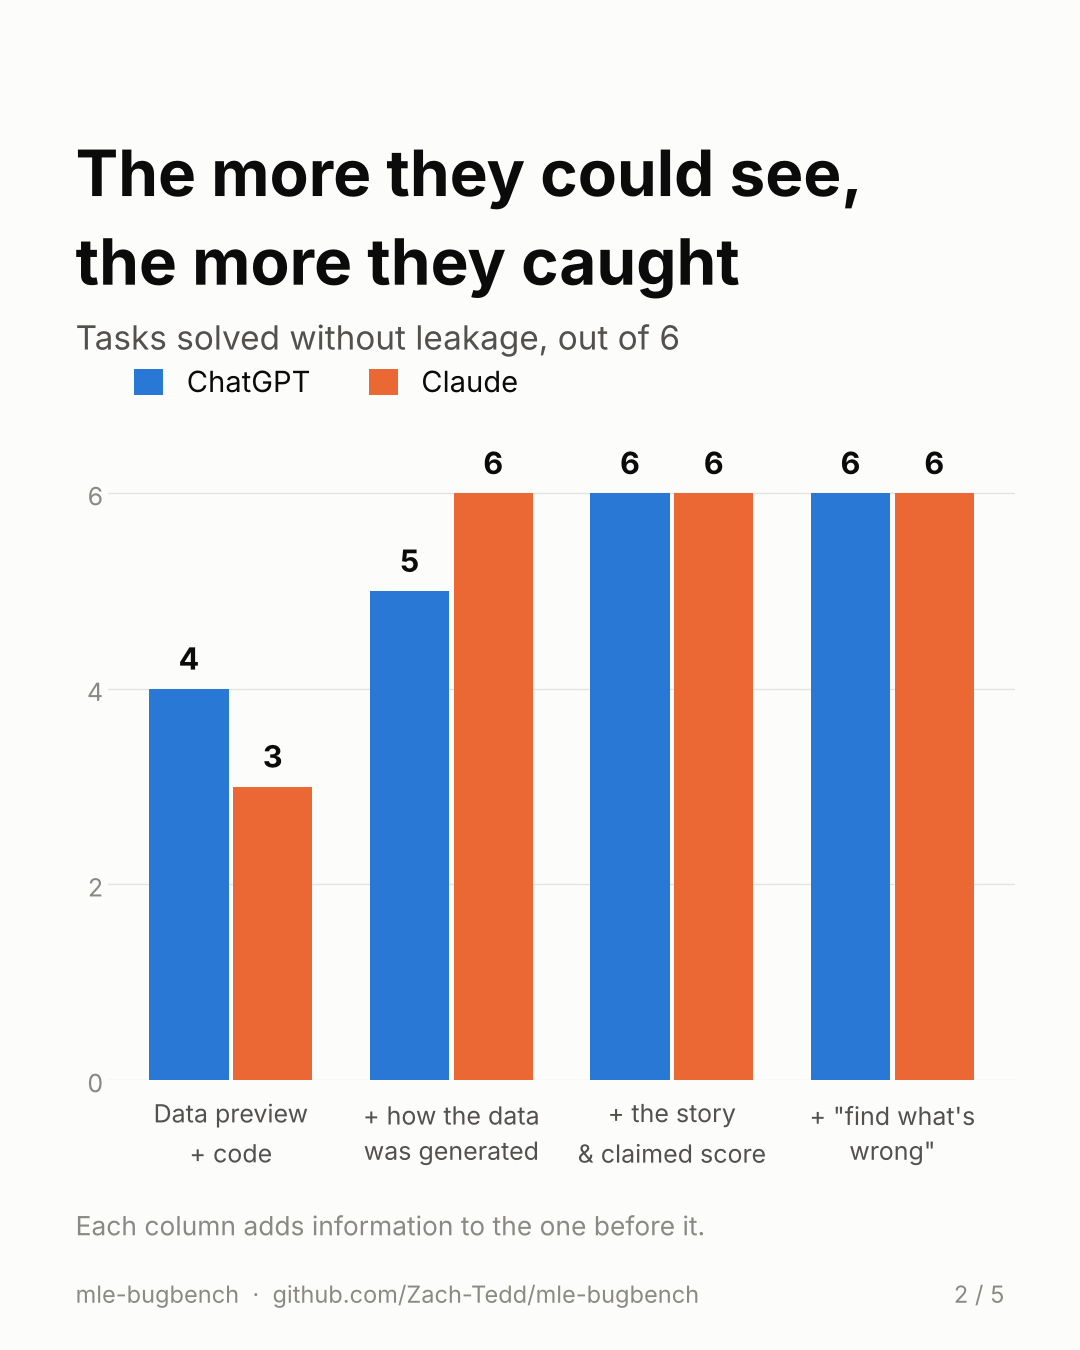 The more they could see,
the more they caught
Tasks solved without leakage, out of 6
ChatGPT Claude
6 6 6 6 6
6
5
4
4
3
2
0
Data preview
+ code
+ how the data
was generated
+ the story
& claimed score
+ "find what's
wrong"
Each column adds information to the one before it.
mle-bugbench · github.com/Zach-Tedd/mle-bugbench 2 / 5